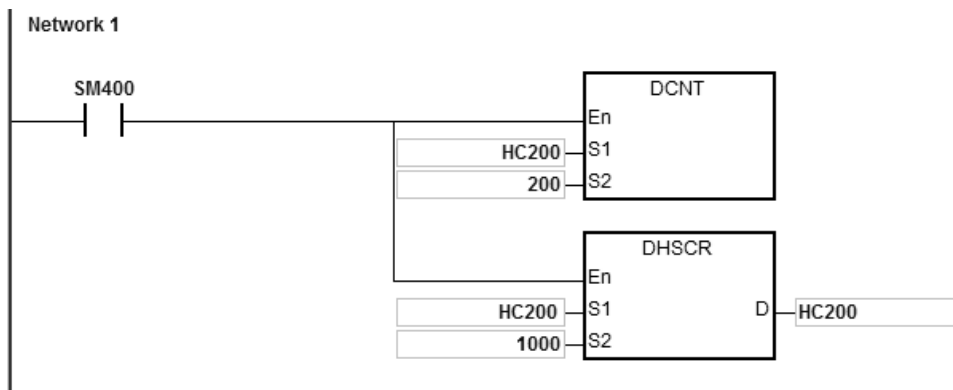 Network 1
SM400
DCNT
En
HC200 S1
200 S2
DHSCR
En
HC200 S1 D HC200
1000 S2